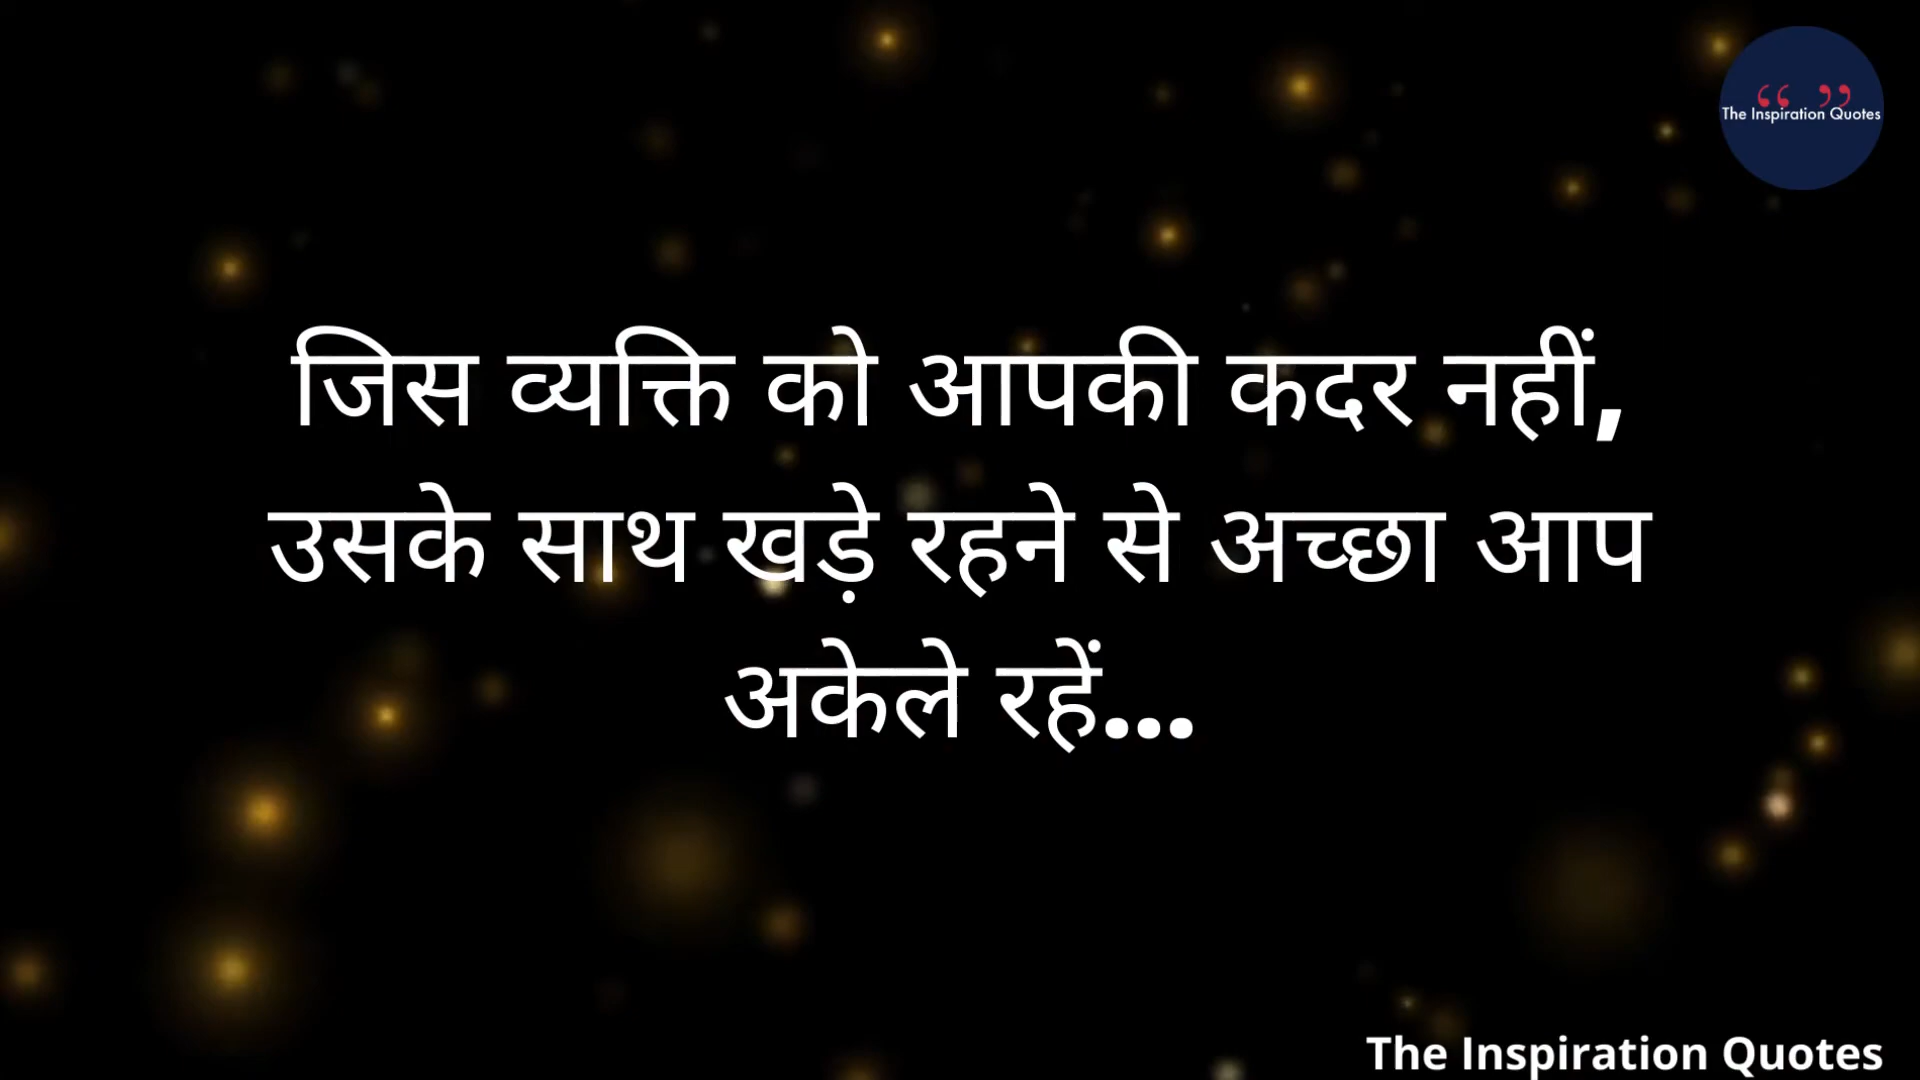 “ ”
The Inspiration Quotes
जिस व्यक्ति को आपकी कदर नहीं,
उसके साथ खड़े रहने से अच्छा आप
अकेले रहें...
The Inspiration Quotes